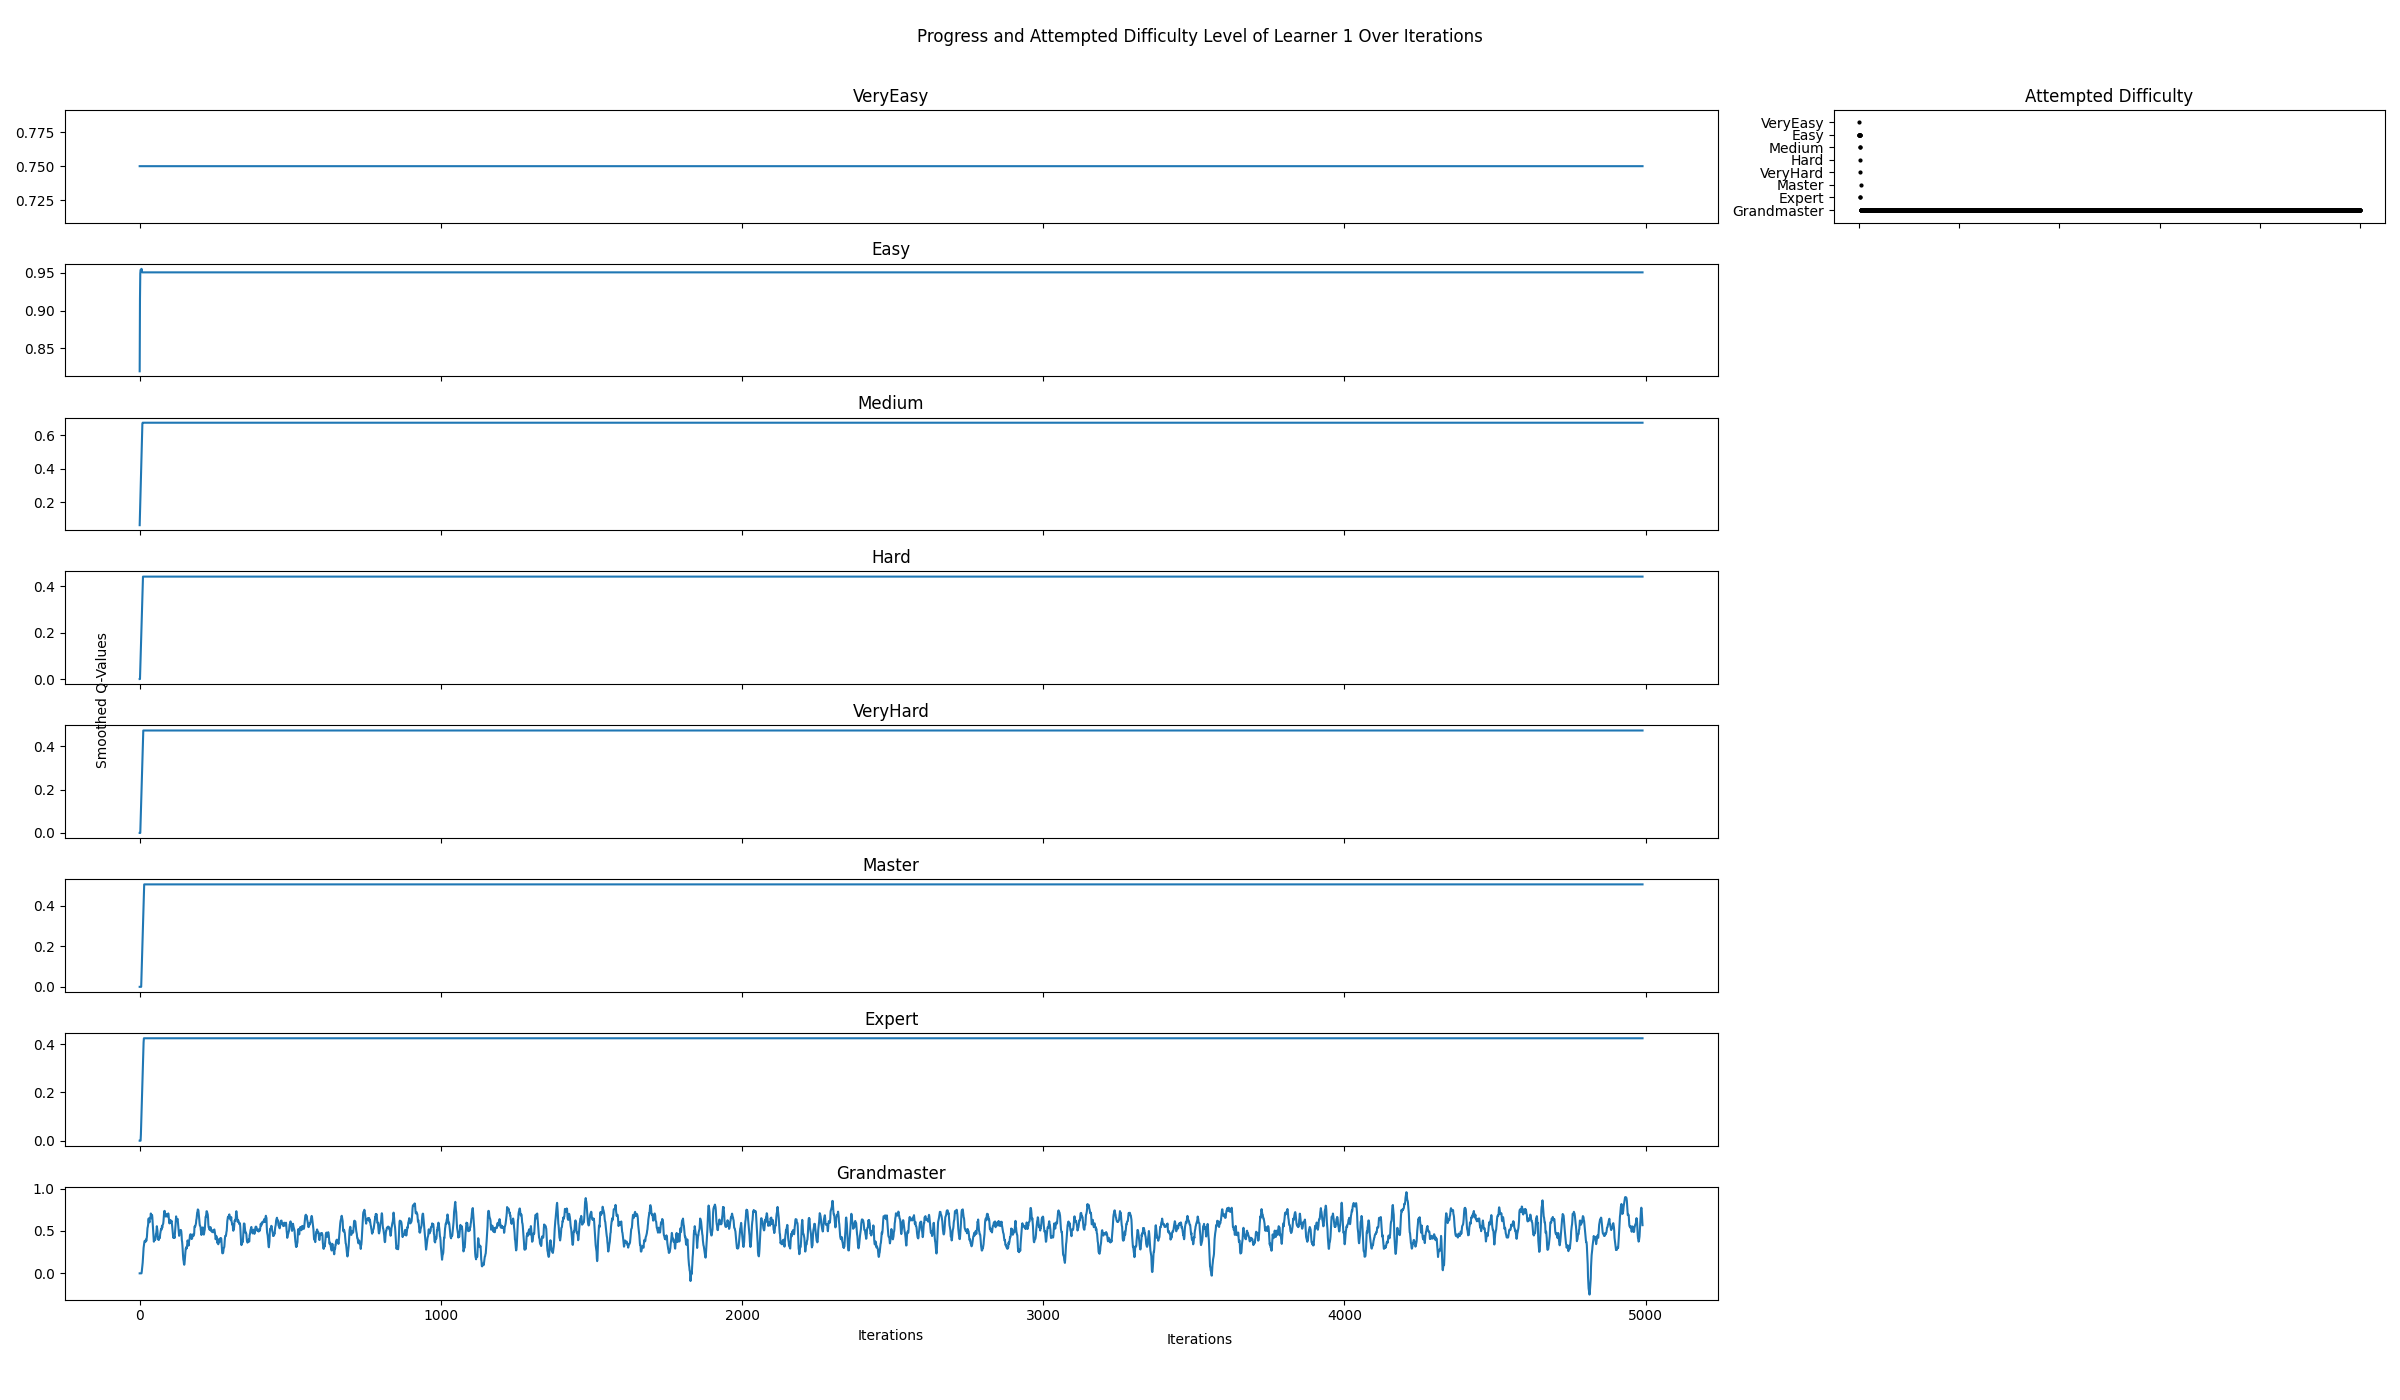 Progress and Attempted Difficulty Level of Learner 1 Over Iterations
VeryEasy
0.775
0.750
0.725
Attempted Difficulty
VeryEasy
Easy
Medium
Hard
VeryHard
Master
Expert
Grandmaster
Easy
0.95
0.90
0.85
Medium
0.6
0.4
0.2
Hard
0.4
0.2
0.0
Smoothed Q-Values
VeryHard
0.4
0.2
0.0
Master
0.4
0.2
0.0
Expert
0.4
0.2
0.0
Grandmaster
1.0
0.5
0.0
0 1000 2000 3000 4000 5000
Iterations
Iterations